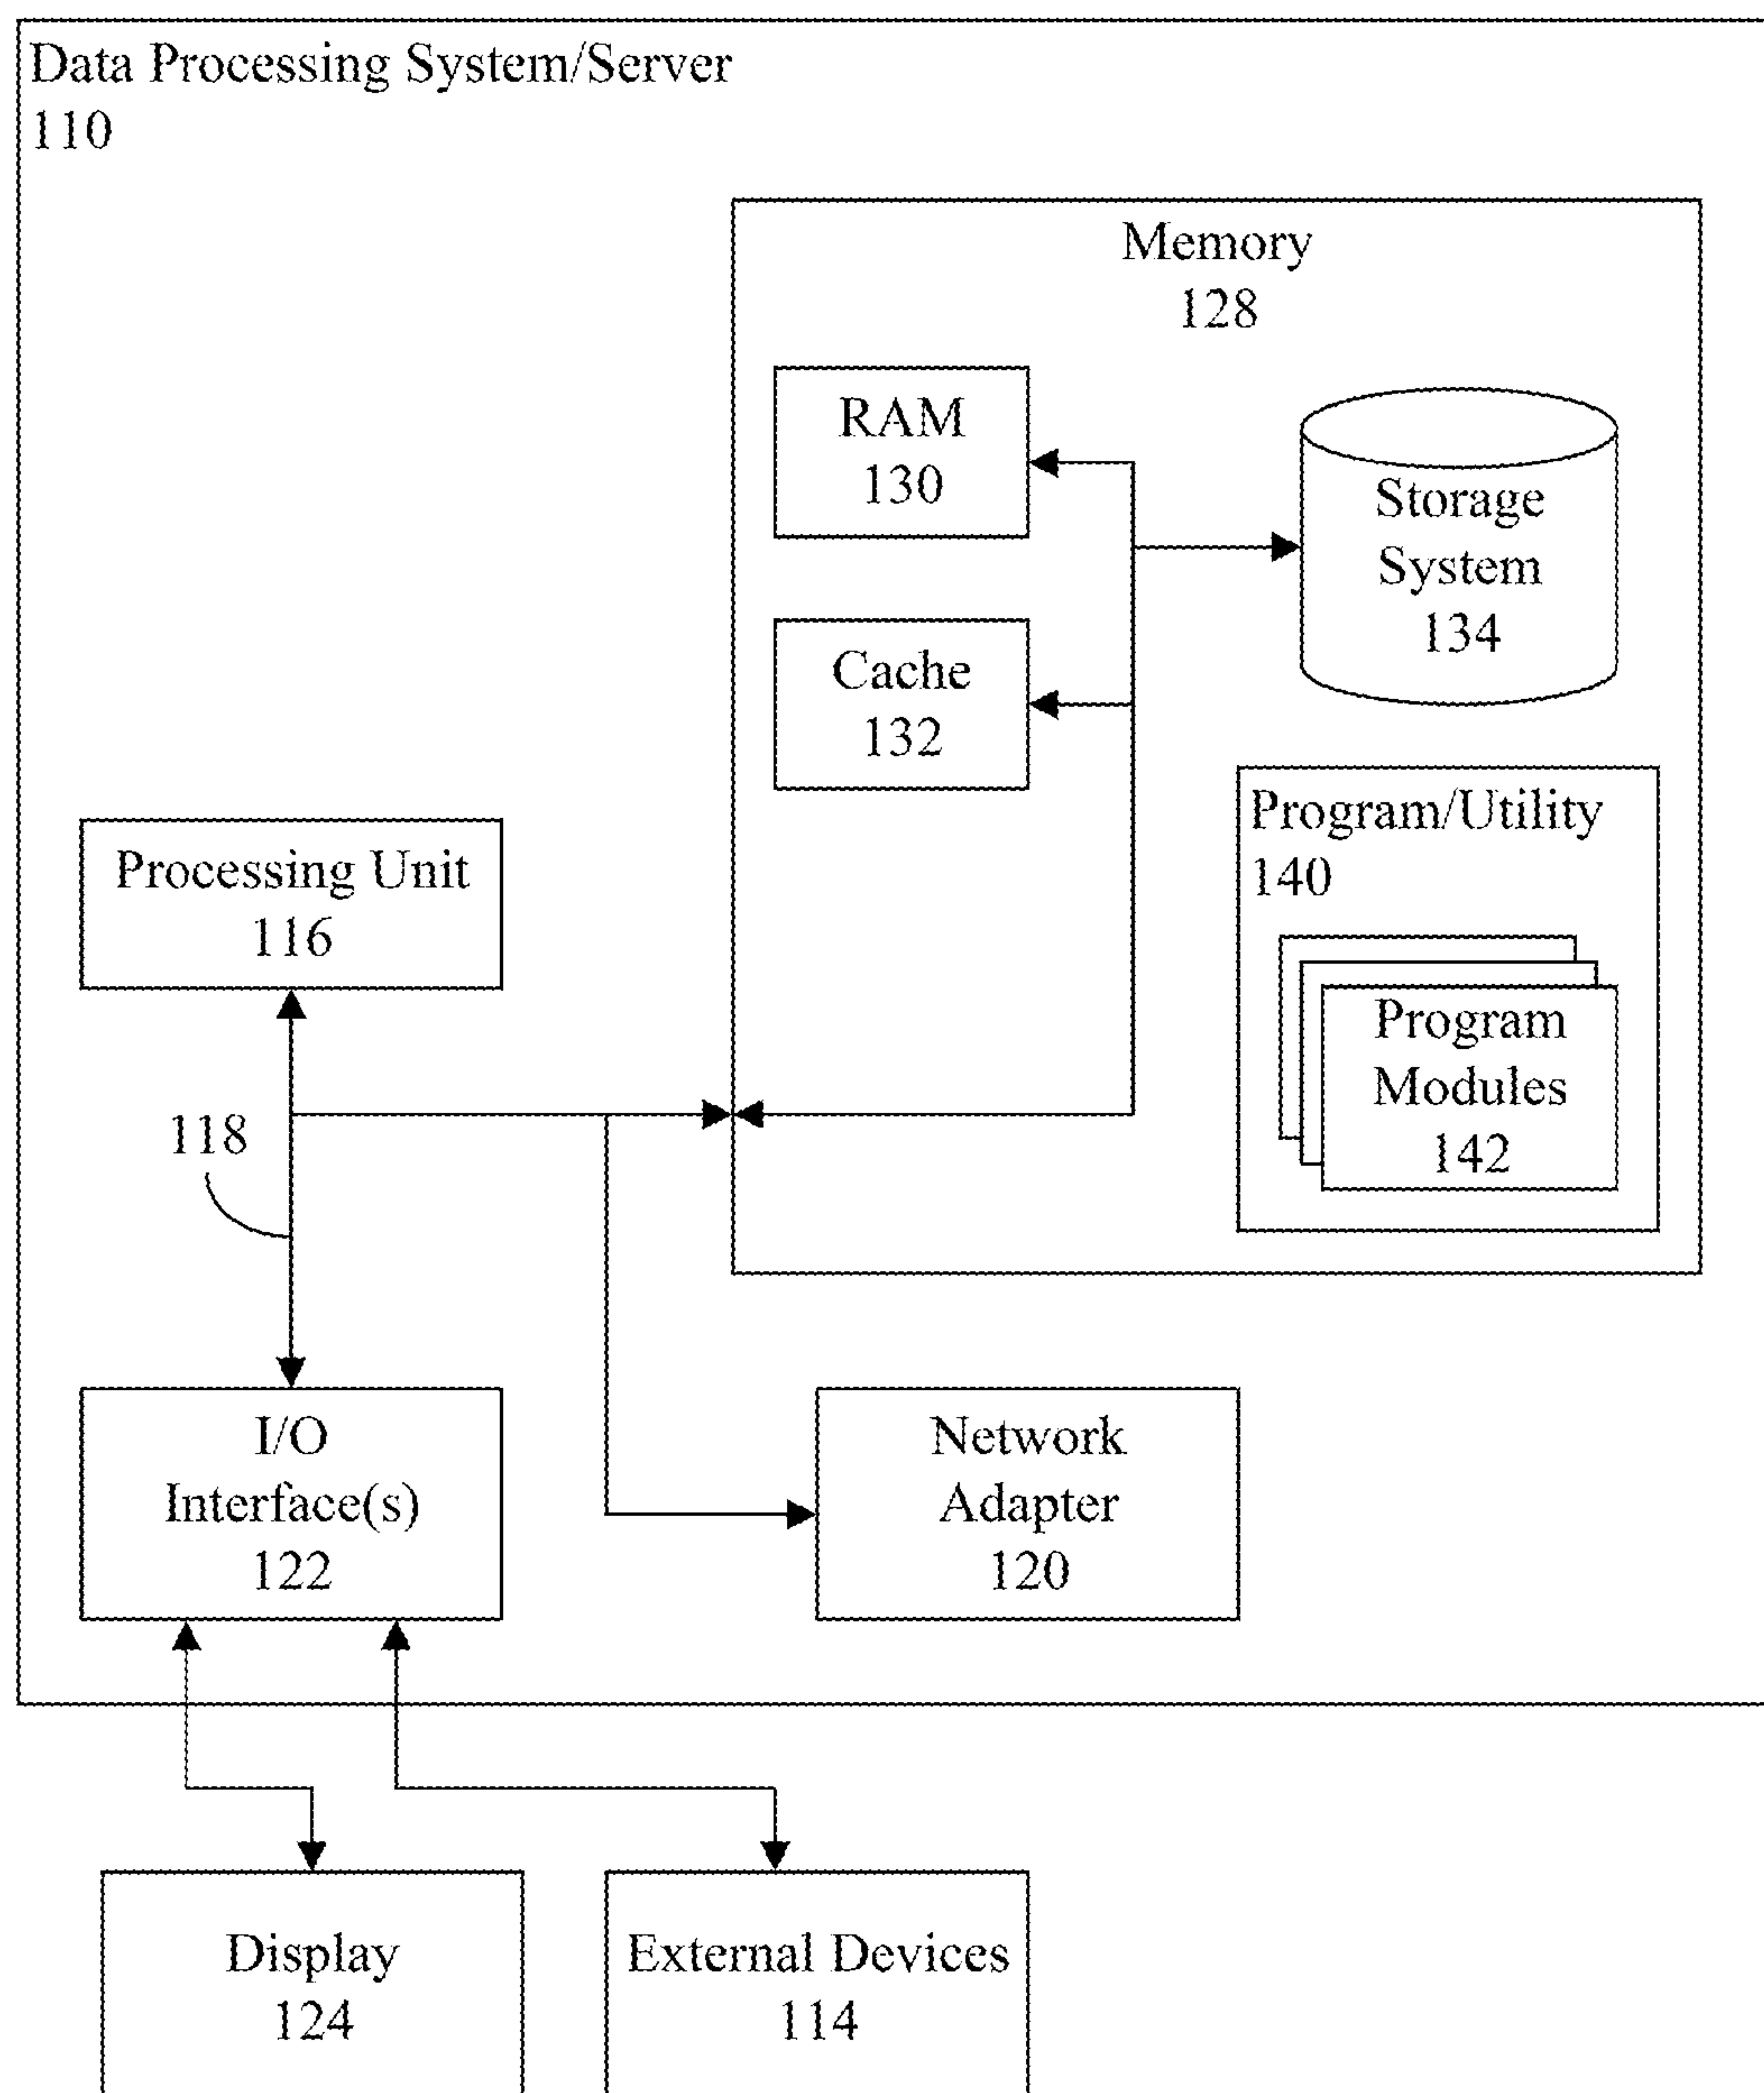 Data Processing System/Server
110
Memory
128
RAM
130
Storage
System
134
Cache
132
Program/Utility
140
Program
Modules
142
Processing Unit
116
118
I/O
Interface(s)
122
Network
Adapter
120
Display
124
External Devices
114